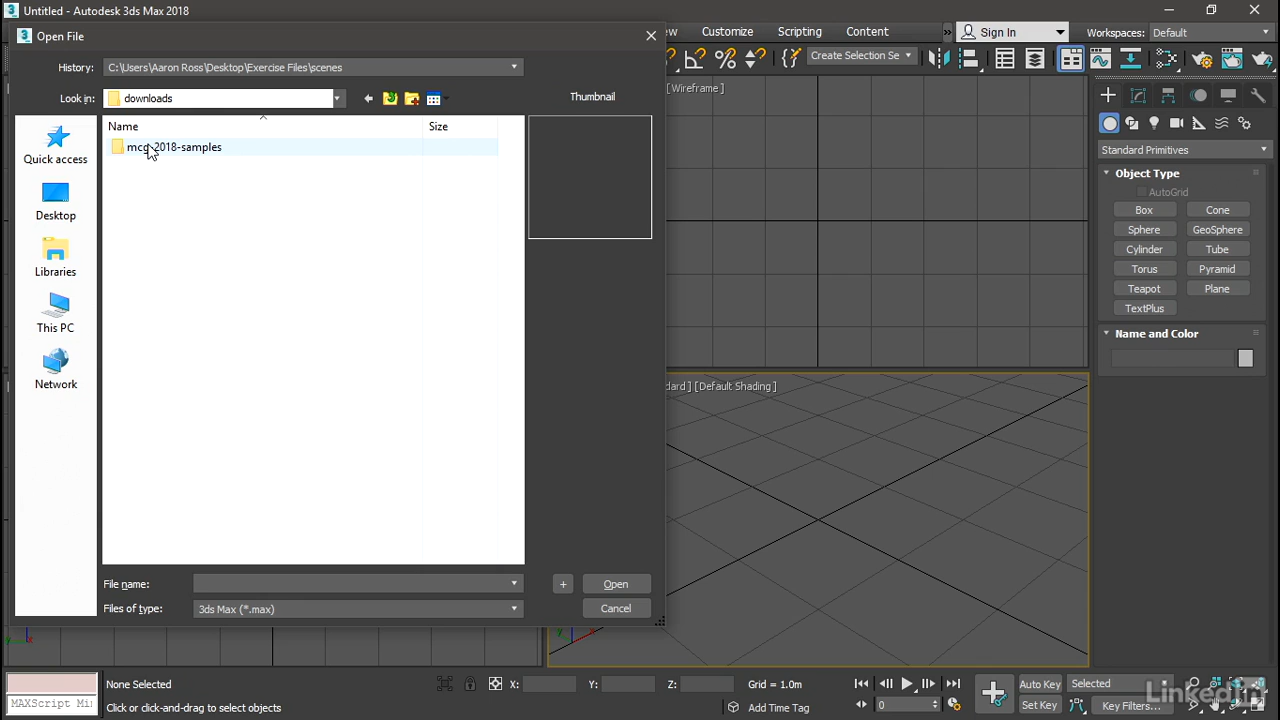 Untitled - Autodesk 3ds Max 2018
Open File
History: C:\Users\Aaron Ross\Desktop\Exercise Files\scenes
Look in: downloads
Thumbnail
Name Size
mcg-2018-samples
Quick access
Desktop
Libraries
This PC
Network
File name:
+ Open
Files of type: 3ds Max (*.max)
Cancel
Customize Scripting Content » Sign In Workspaces: Default
Create Selection Se
[Wireframe ]
dard ] [Default Shading ]
Standard Primitives
Object Type
AutoGrid
Box Cone
Sphere GeoSphere
Cylinder Tube
Torus Pyramid
Teapot Plane
TextPlus
Name and Color
y x
y x
None Selected X: Y: Z: Grid = 1.0m Auto Key Selected
MAXScript Mi Click or click-and-drag to select objects Add Time Tag 0 Set Key Key Filters...
LinkedIn